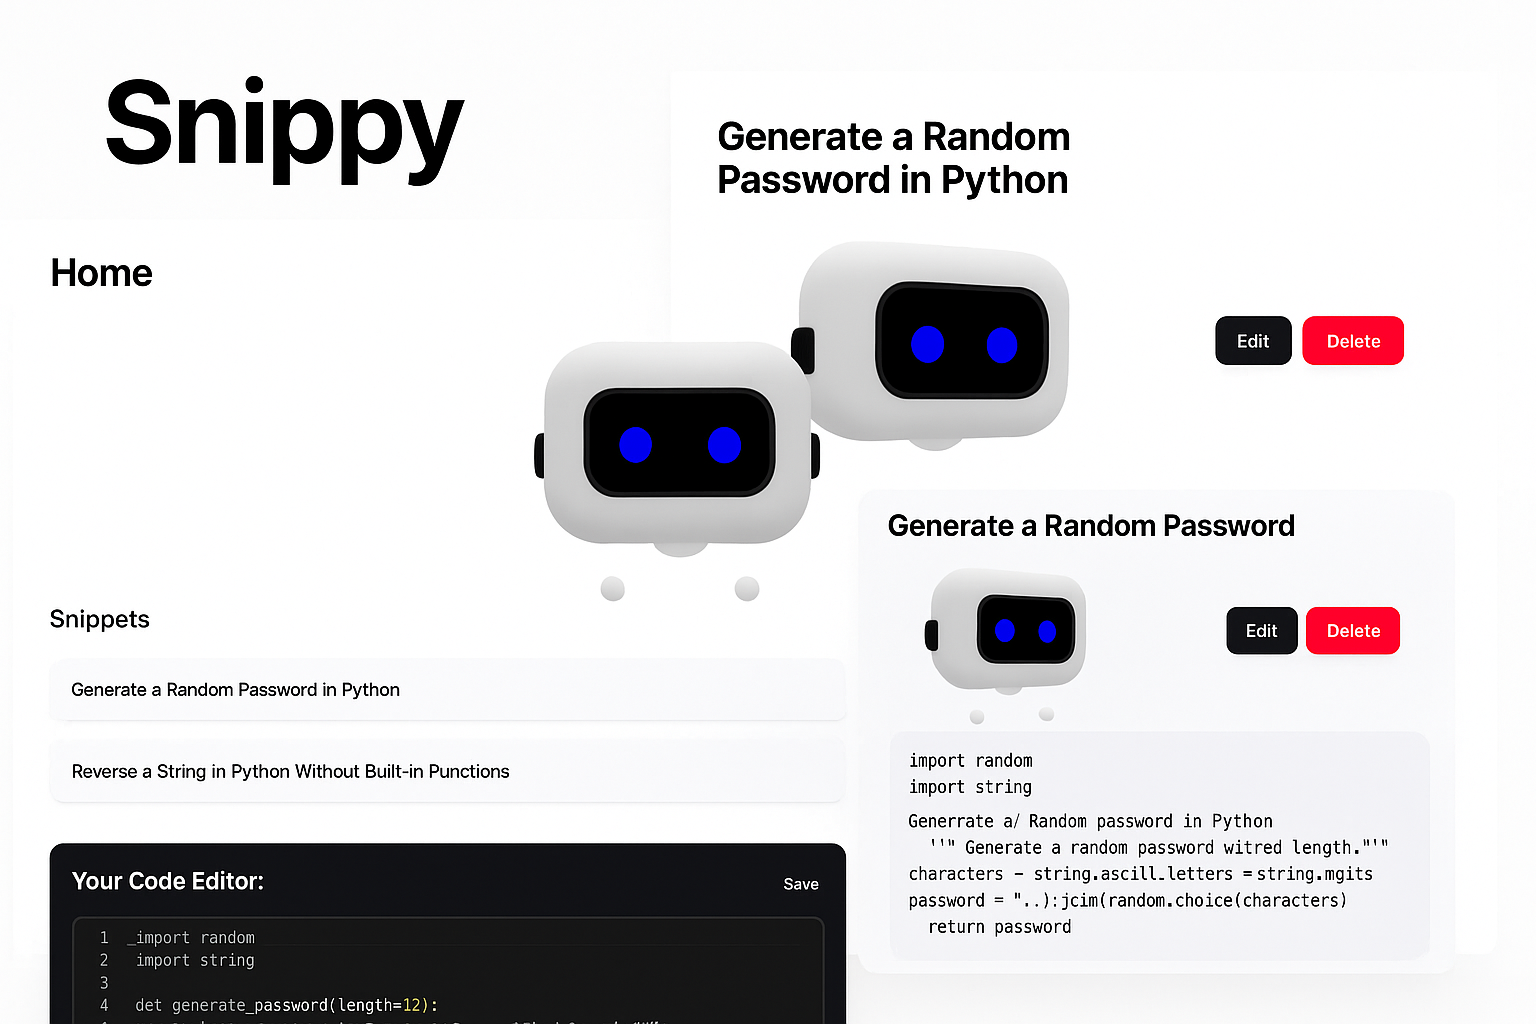 Snippy
Home
Generate a Random
Password in Python
Edit
Delete
Snippets
Generate a Random Password in Python
Reverse a String in Python Without Built-in Punctions
Your Code Editor:
Save
1 _import random
2 import string
3
4 det generate_password(length=12):
Generate a Random Password
Edit
Delete
import random
import string
Generrate a/ Random password in Python
''" Generate a random password witred length."'"
characters – string.ascill_letters = string.mgits
password = "..):jcim(random.choice(characters)
return password